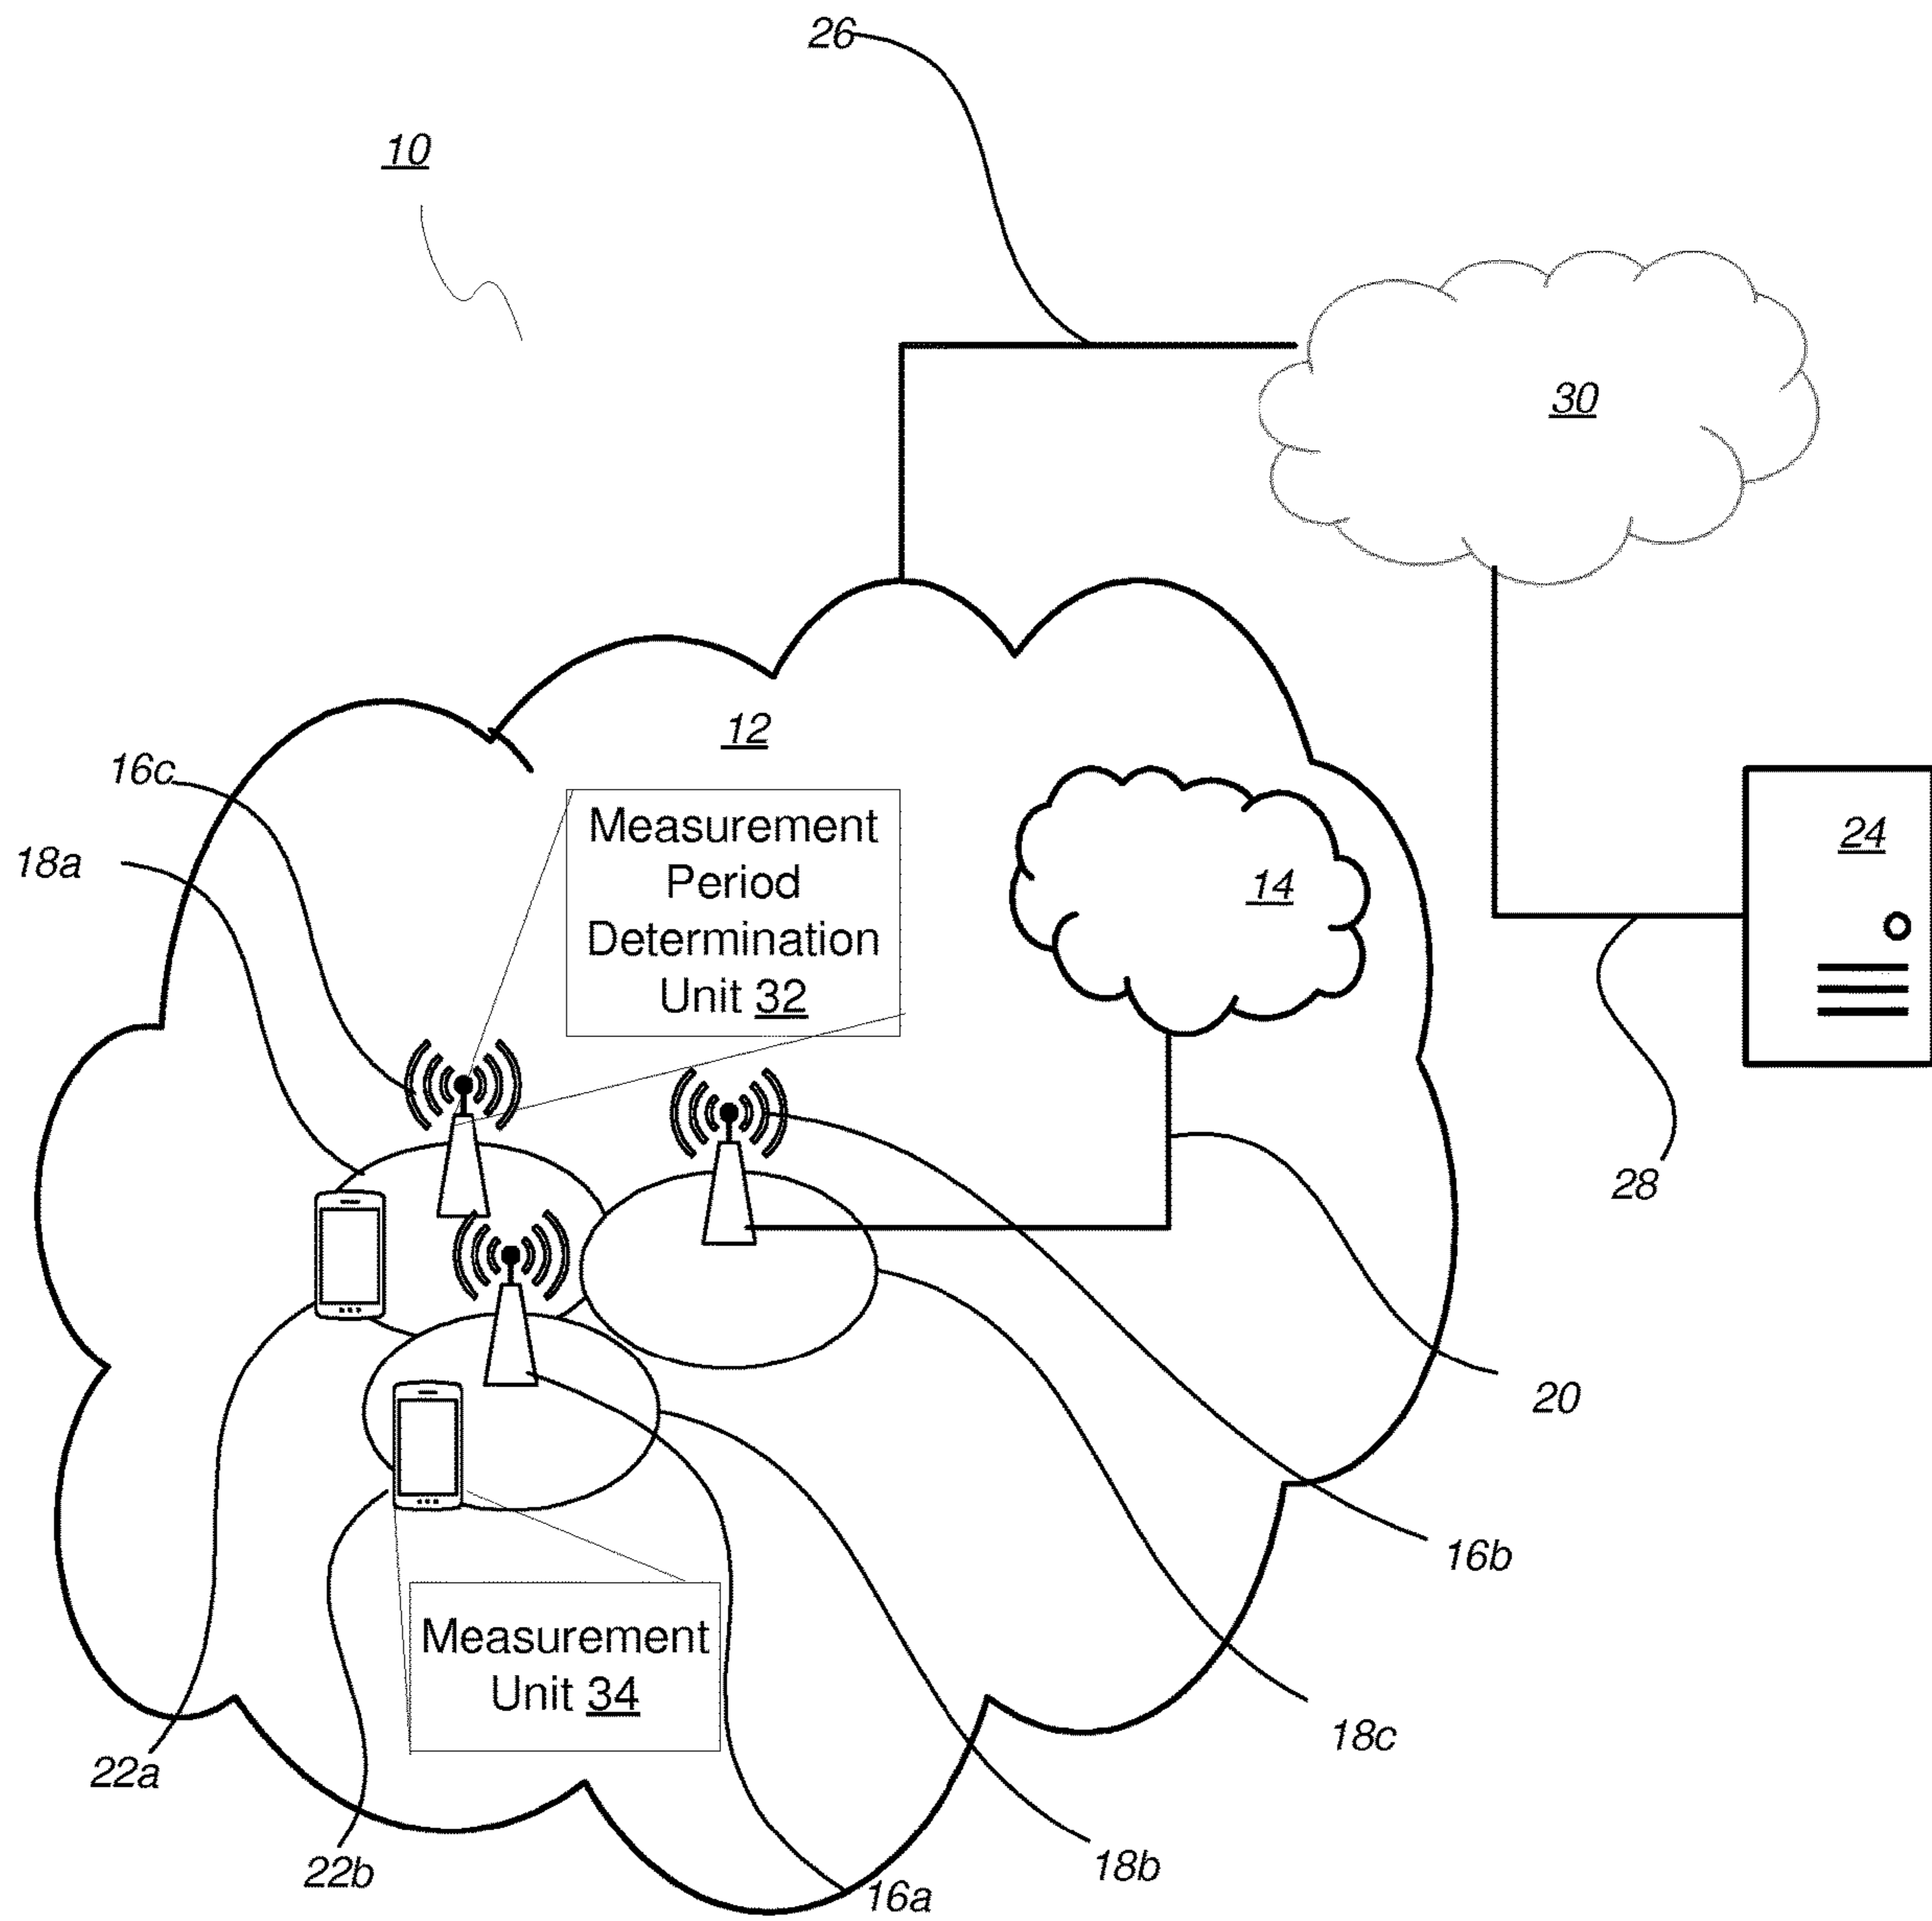 26
10
30
12
16c
18a
Measurement
Period
Determination
Unit 32
14
24
28
20
16b
Measurement
Unit 34
18c
22a
22b
18b
16a